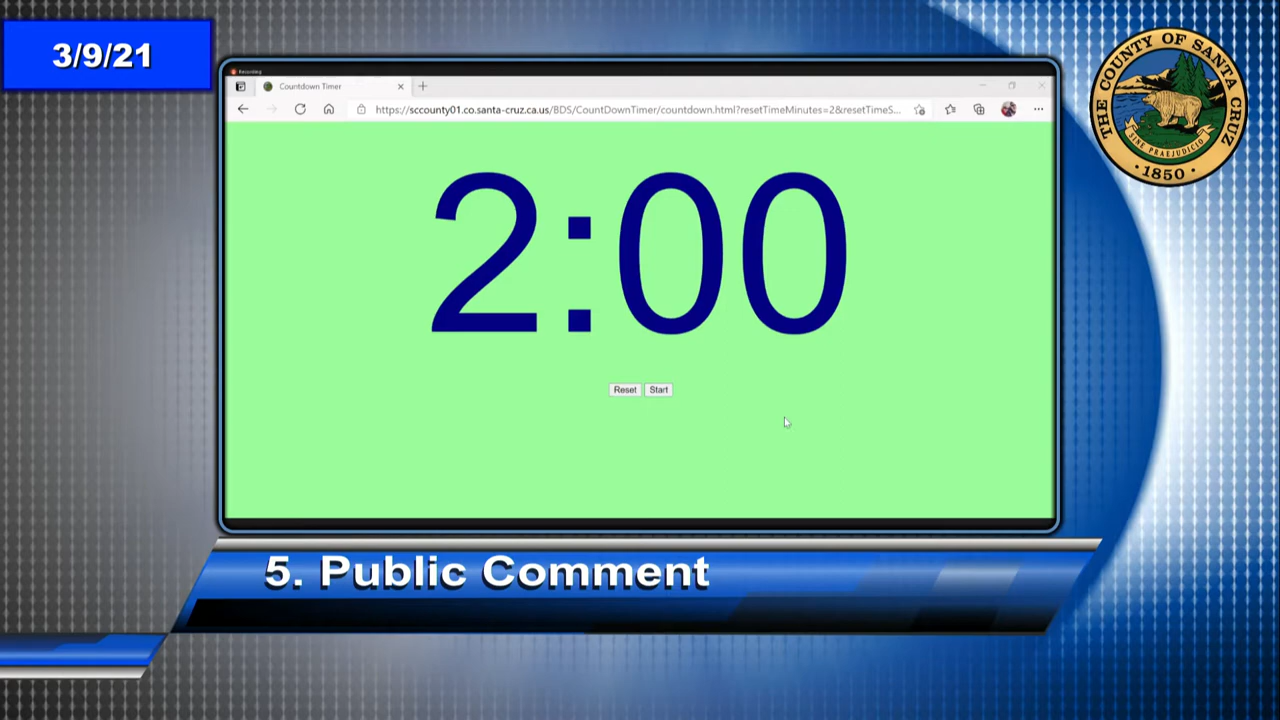 3/9/21
Recording
Countdown Timer
https://sccounty01.co.santa-cruz.ca.us/BDS/CountDownTimer/countdown.html?resetTimeMinutes=2&resetTimeS...
THE COUNTY OF SANTA CRUZ
SINE PRAEJUDICIO
• 1850 •
2:00
Reset Start
5. Public Comment